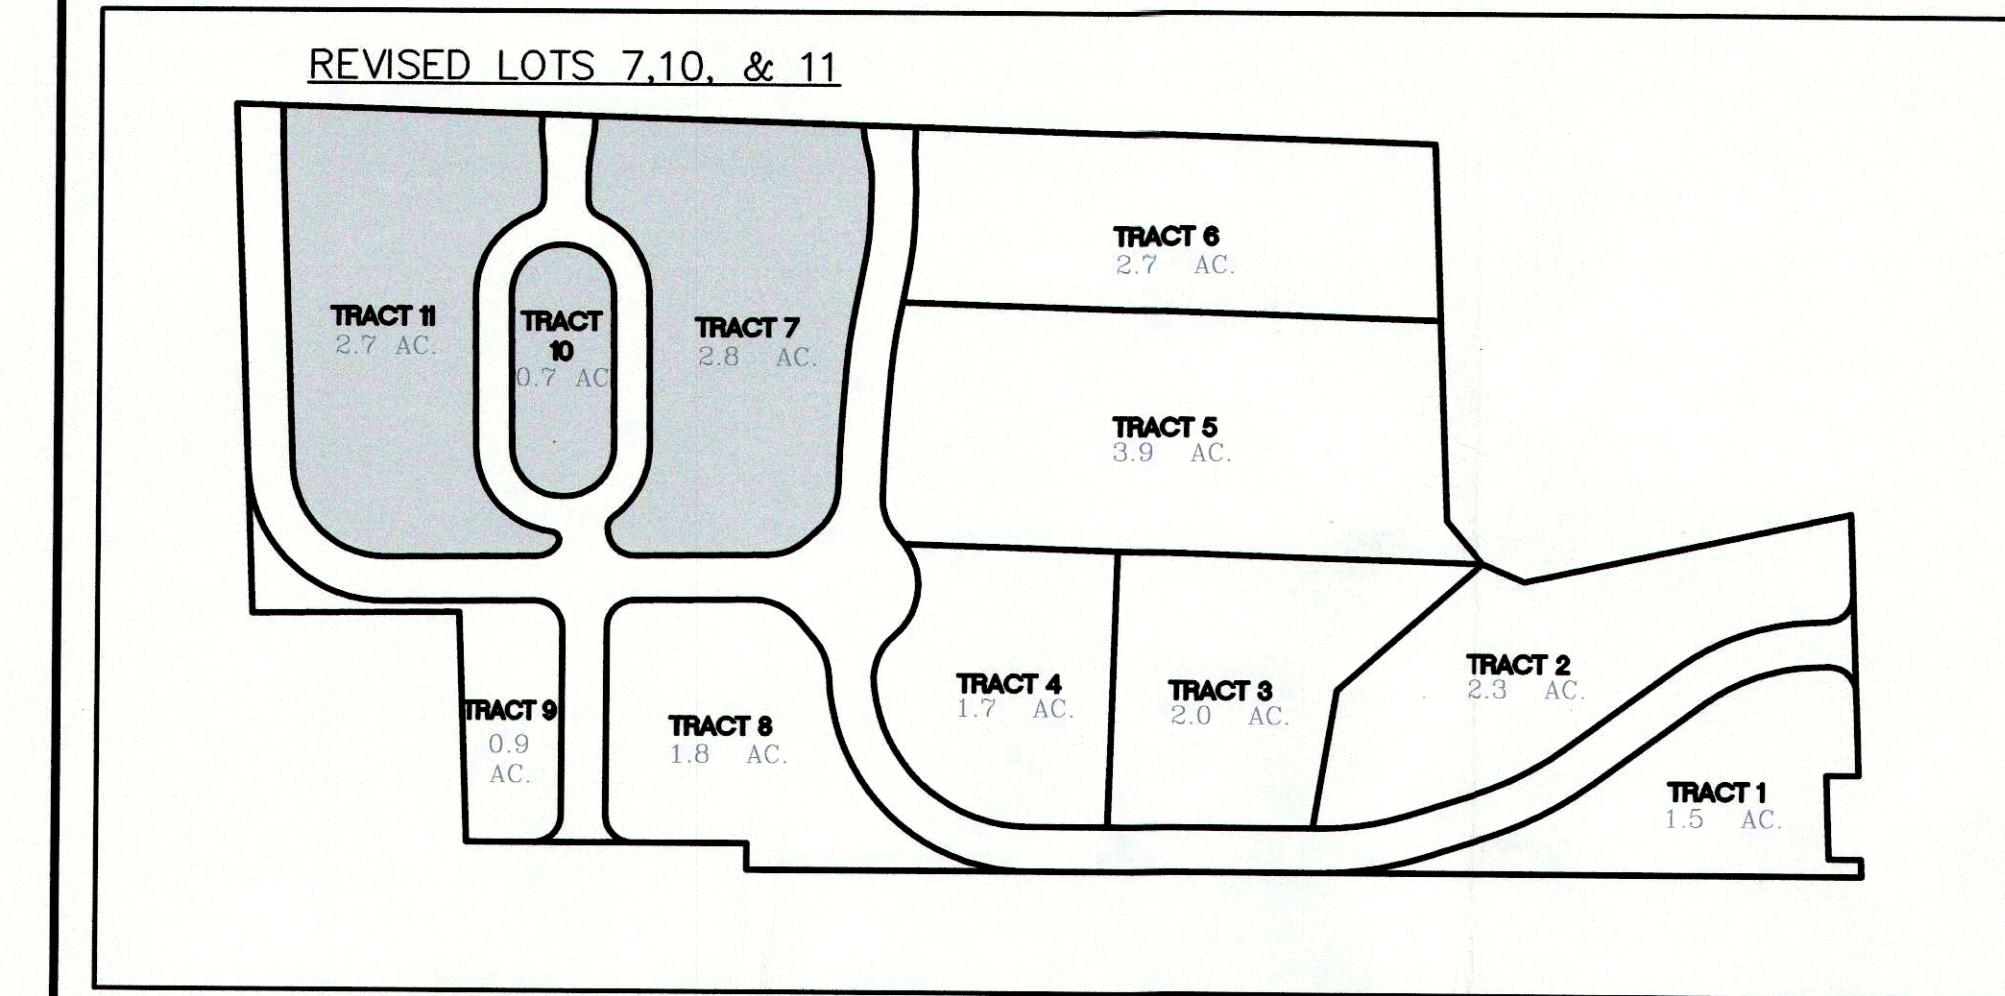 REVISED LOTS 7,10, & 11
TRACT 6
2.7 AC.
TRACT 11
2.7 AC.
TRACT
10
0.7 AC
TRACT 7
2.8 AC.
TRACT 5
3.9 AC.
TRACT 9
0.9
AC.
TRACT 8
1.8 AC.
TRACT 4
1.7 AC.
TRACT 3
2.0 AC.
TRACT 2
2.3 AC.
TRACT 1
1.5 AC.